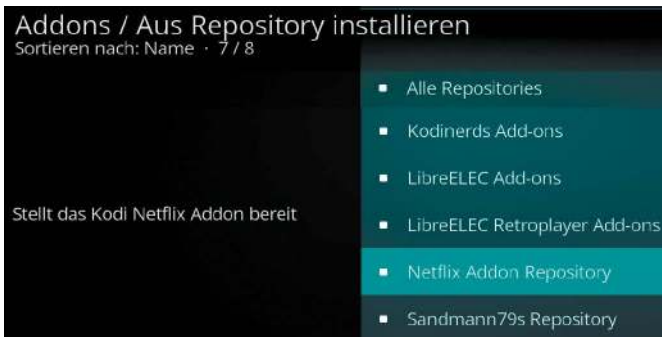 Addons / Aus Repository installieren
Sortieren nach: Name · 7 / 8
Alle Repositories
Kodinerds Add-ons
LibreELEC Add-ons
Stellt das Kodi Netflix Addon bereit
LibreELEC Retroplayer Add-ons
Netflix Addon Repository
Sandmann79s Repository